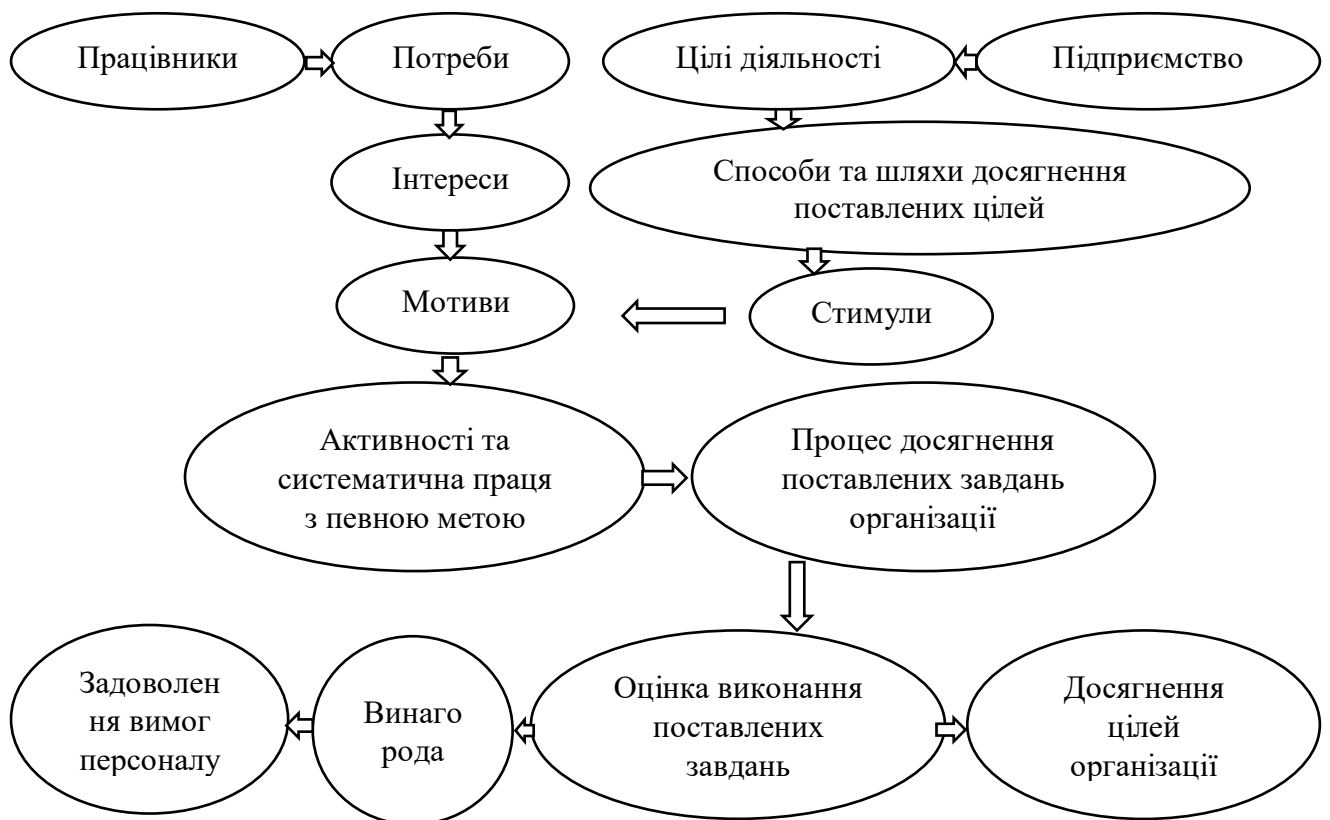 Працівники
Потреби
Цілі діяльності
Підприємство
Інтереси
Способи та шляхи досягнення
поставлених цілей
Мотиви
Стимули
Активності та
систематична праця
з певною метою
Процес досягнення
поставлених завдань
організації
Задоволен
ня вимог
персоналу
Винаго
рода
Оцінка виконання
поставлених
завдань
Досягнення
цілей
організації